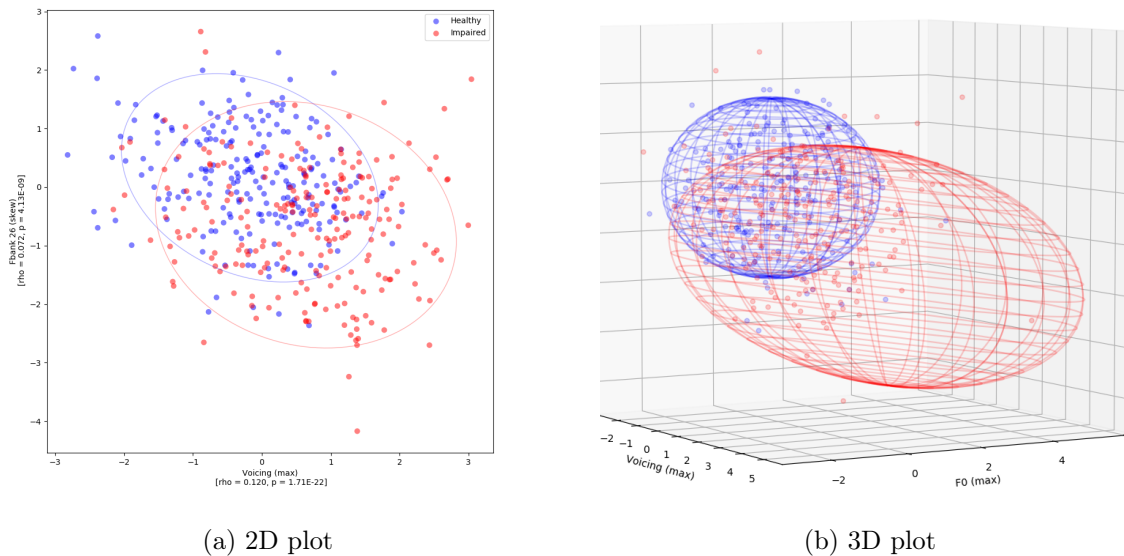 3
2
1
0
−1
−2
−3
−4
Fbank 26 (skew)
[rho = 0.072, p = 4.13E-09]
Healthy
Impaired
−3
−2
−1
0
1
2
3
Voicing (max)
[rho = 0.120, p = 1.71E-22]
−2
−1
0
1
2
3
4
5
Voicing (max)
−2
0
2
4
F0 (max)
(a) 2D plot
(b) 3D plot